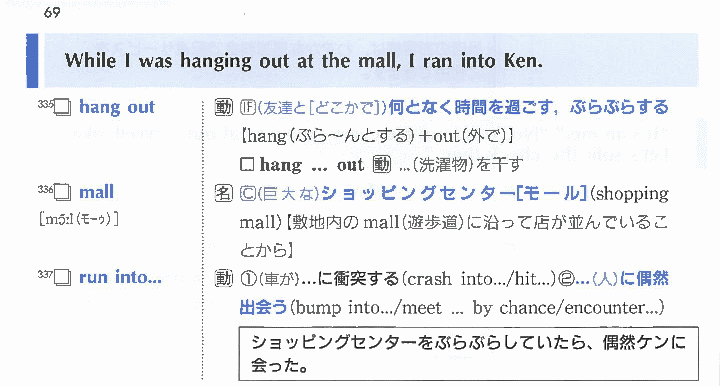 69
While I was hanging out at the mall, I ran into Ken.
335 □ hang out 動 IF (友達と[どこかで])何となく時間を過ごす，ぶらぶらする
【hang(ぶら～んとする)＋out(外で)】
□ hang … out 動 …(洗濯物)を干す
336 □ mall 名 Ⓒ(巨大な)ショッピングセンター[モール](shopping
[mɔ́ːl(モーゥ)] mall)【敷地内の mall(遊歩道)に沿って店が並んでいるこ
とから】
337 □ run into… 動 ①(車が)…に衝突する(crash into…/hit…)②…(人)に偶然
出会う(bump into…/meet … by chance/encounter…)
ショッピングセンターをぶらぶらしていたら、偶然ケンに
会った。